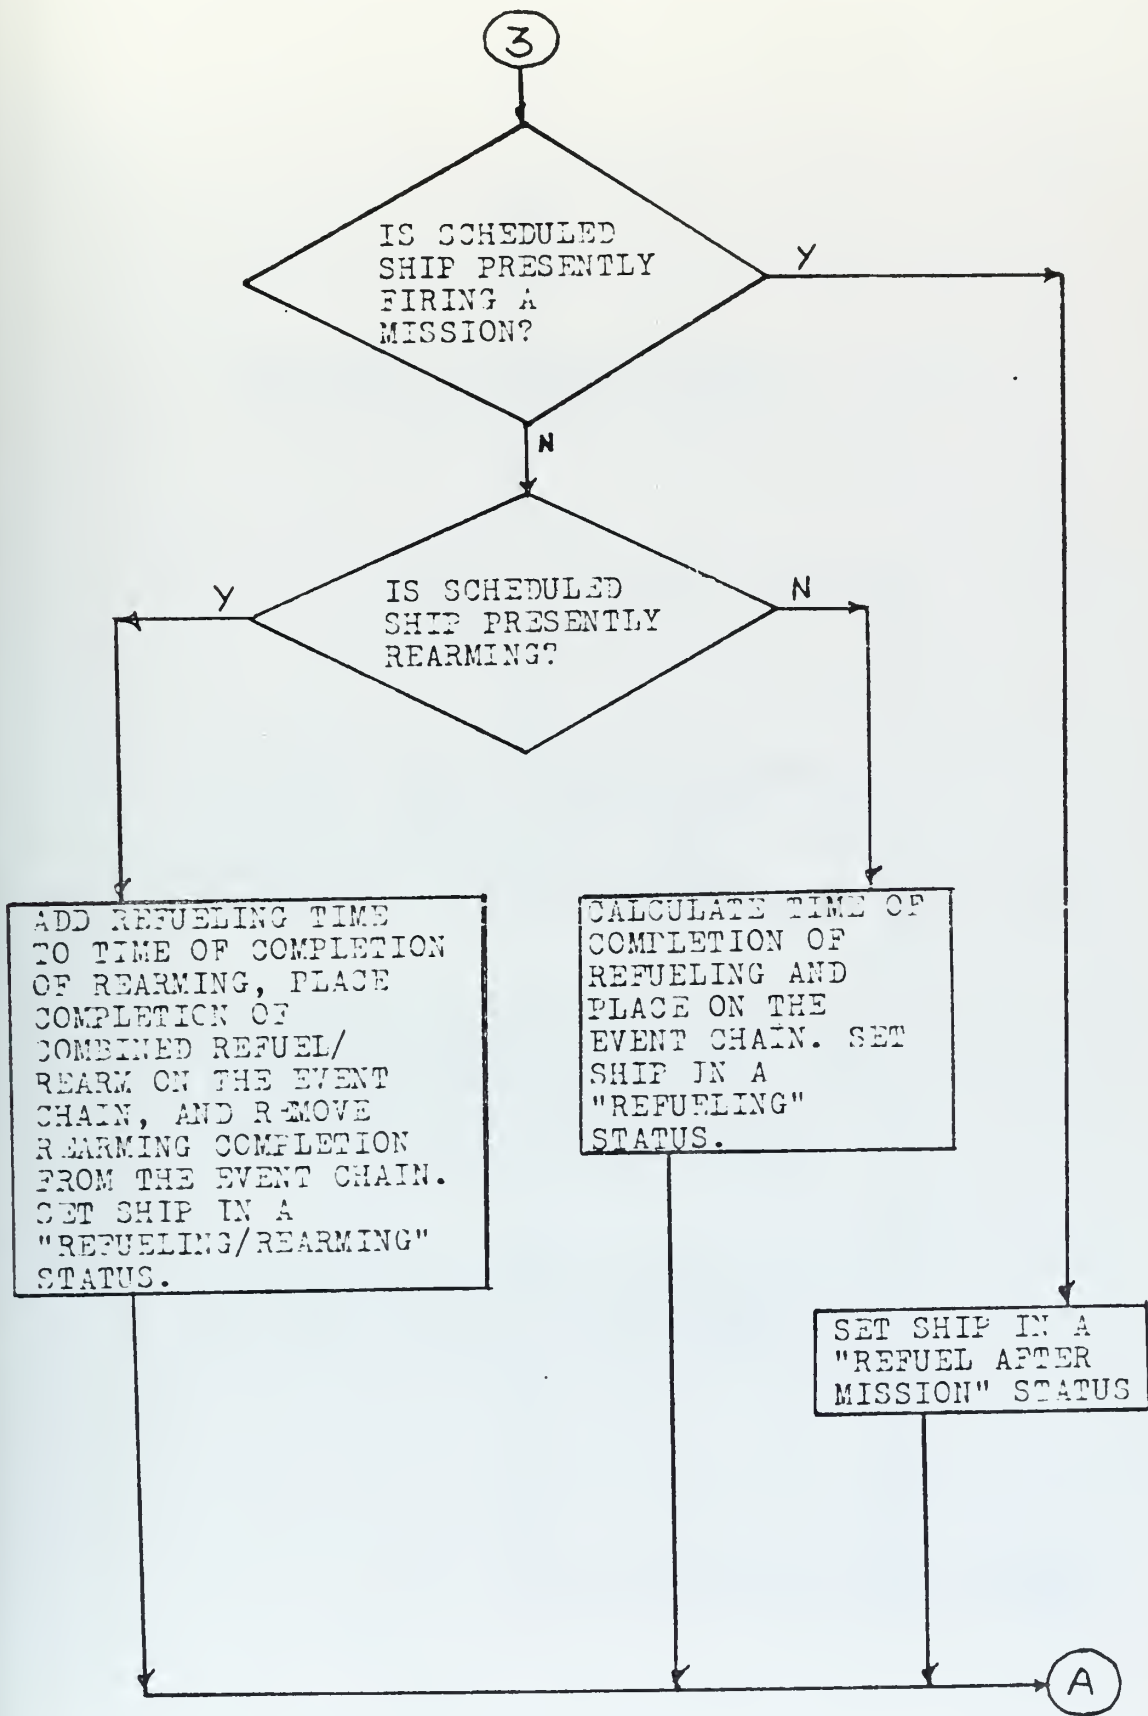 3
IS SCHEDULED
SHIP PRESENTLY
FIRING A
MISSION?
Y
N
IS SCHEDULED
SHIP PRESENTLY
REARMING?
Y
N
ADD REFUELING TIME
TO TIME OF COMPLETION
OF REARMING, PLACE
COMPLETION OF
COMBINED REFUEL/
REARM ON THE EVENT
CHAIN, AND REMOVE
REARMING COMPLETION
FROM THE EVENT CHAIN.
SET SHIP IN A
"REFUELING/REARMING"
STATUS.
CALCULATE TIME OF
COMPLETION OF
REFUELING AND
PLACE ON THE
EVENT CHAIN. SET
SHIP IN A
"REFUELING"
STATUS.
SET SHIP IN A
"REFUEL AFTER
MISSION" STATUS
A